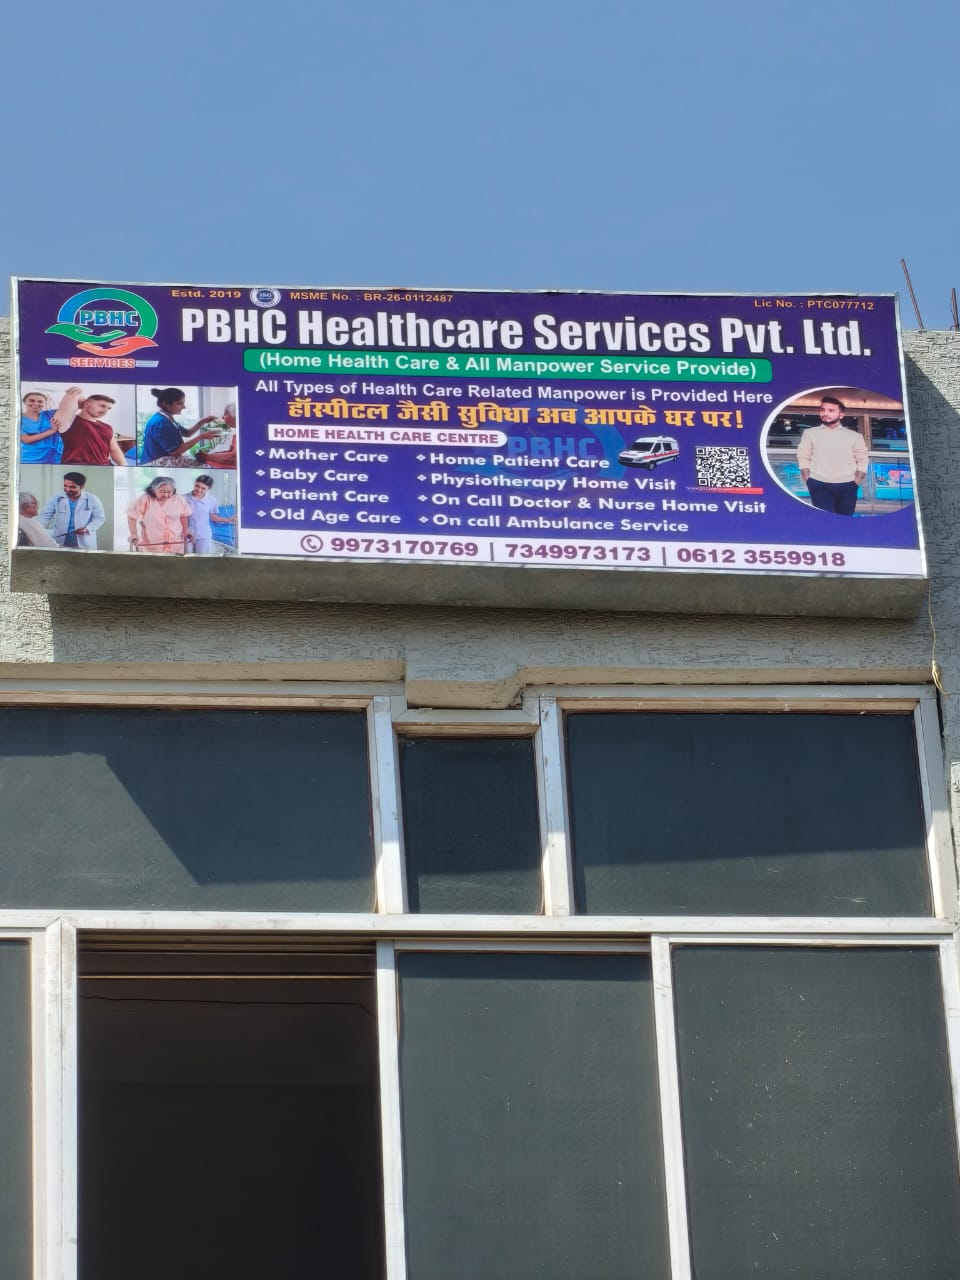 Estd. 2019 ISO MSME No. : BR-26-0112487 Lic No. : PTC077712
PBHC
SERVICES
PBHC Healthcare Services Pvt. Ltd.
(Home Health Care & All Manpower Service Provide)
All Types of Health Care Related Manpower is Provided Here
हॉस्पीटल जैसी सुविधा अब आपके घर पर!
PBHC
HOME HEALTH CARE CENTRE
❖ Mother Care
❖ Baby Care
❖ Patient Care
❖ Old Age Care
❖ Home Patient Care
❖ Physiotherapy Home Visit
❖ On Call Doctor & Nurse Home Visit
❖ On call Ambulance Service
9973170769 | 7349973173 | 0612 3559918